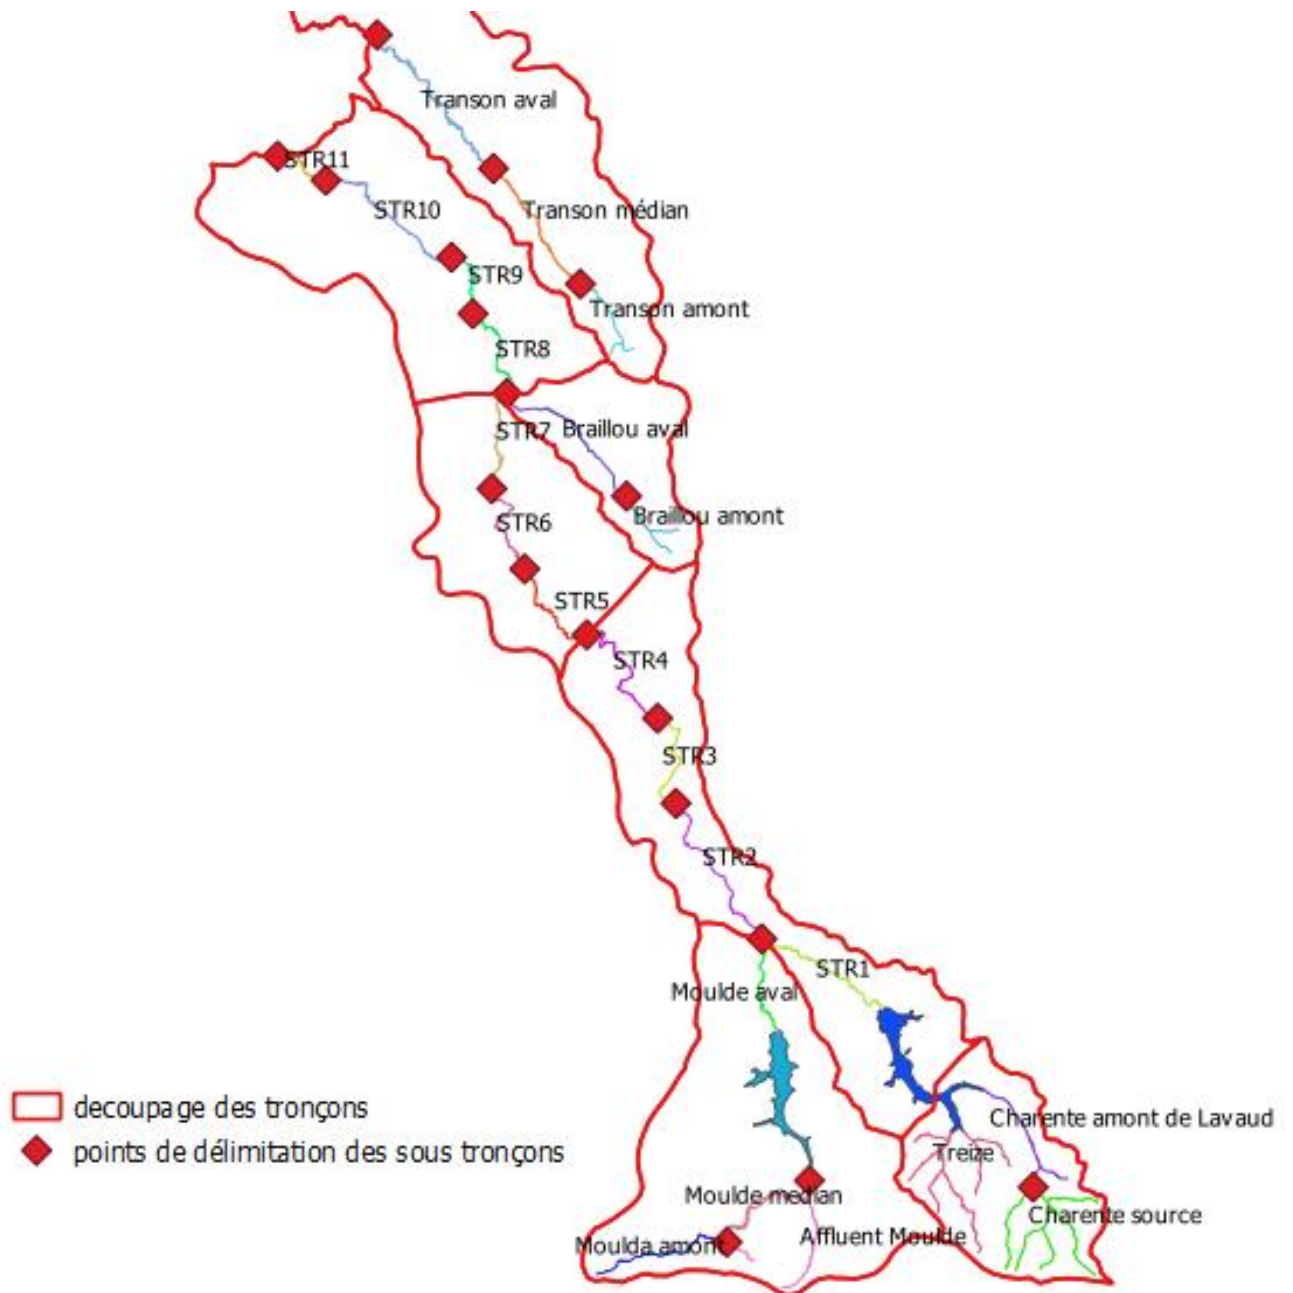 Transon aval
STR11
STR10
Transon médian
STR9
Transon amont
STR8
STR7
Braillou aval
Braillou amont
STR6
STR5
STR4
STR3
STR2
STR1
Moulde aval
decoupage des tronçons
Charente amont de Lavaud
points de délimitation des sous tronçons
Treize
Moulde median
Charente source
Affluent Moulde
Moulda amont